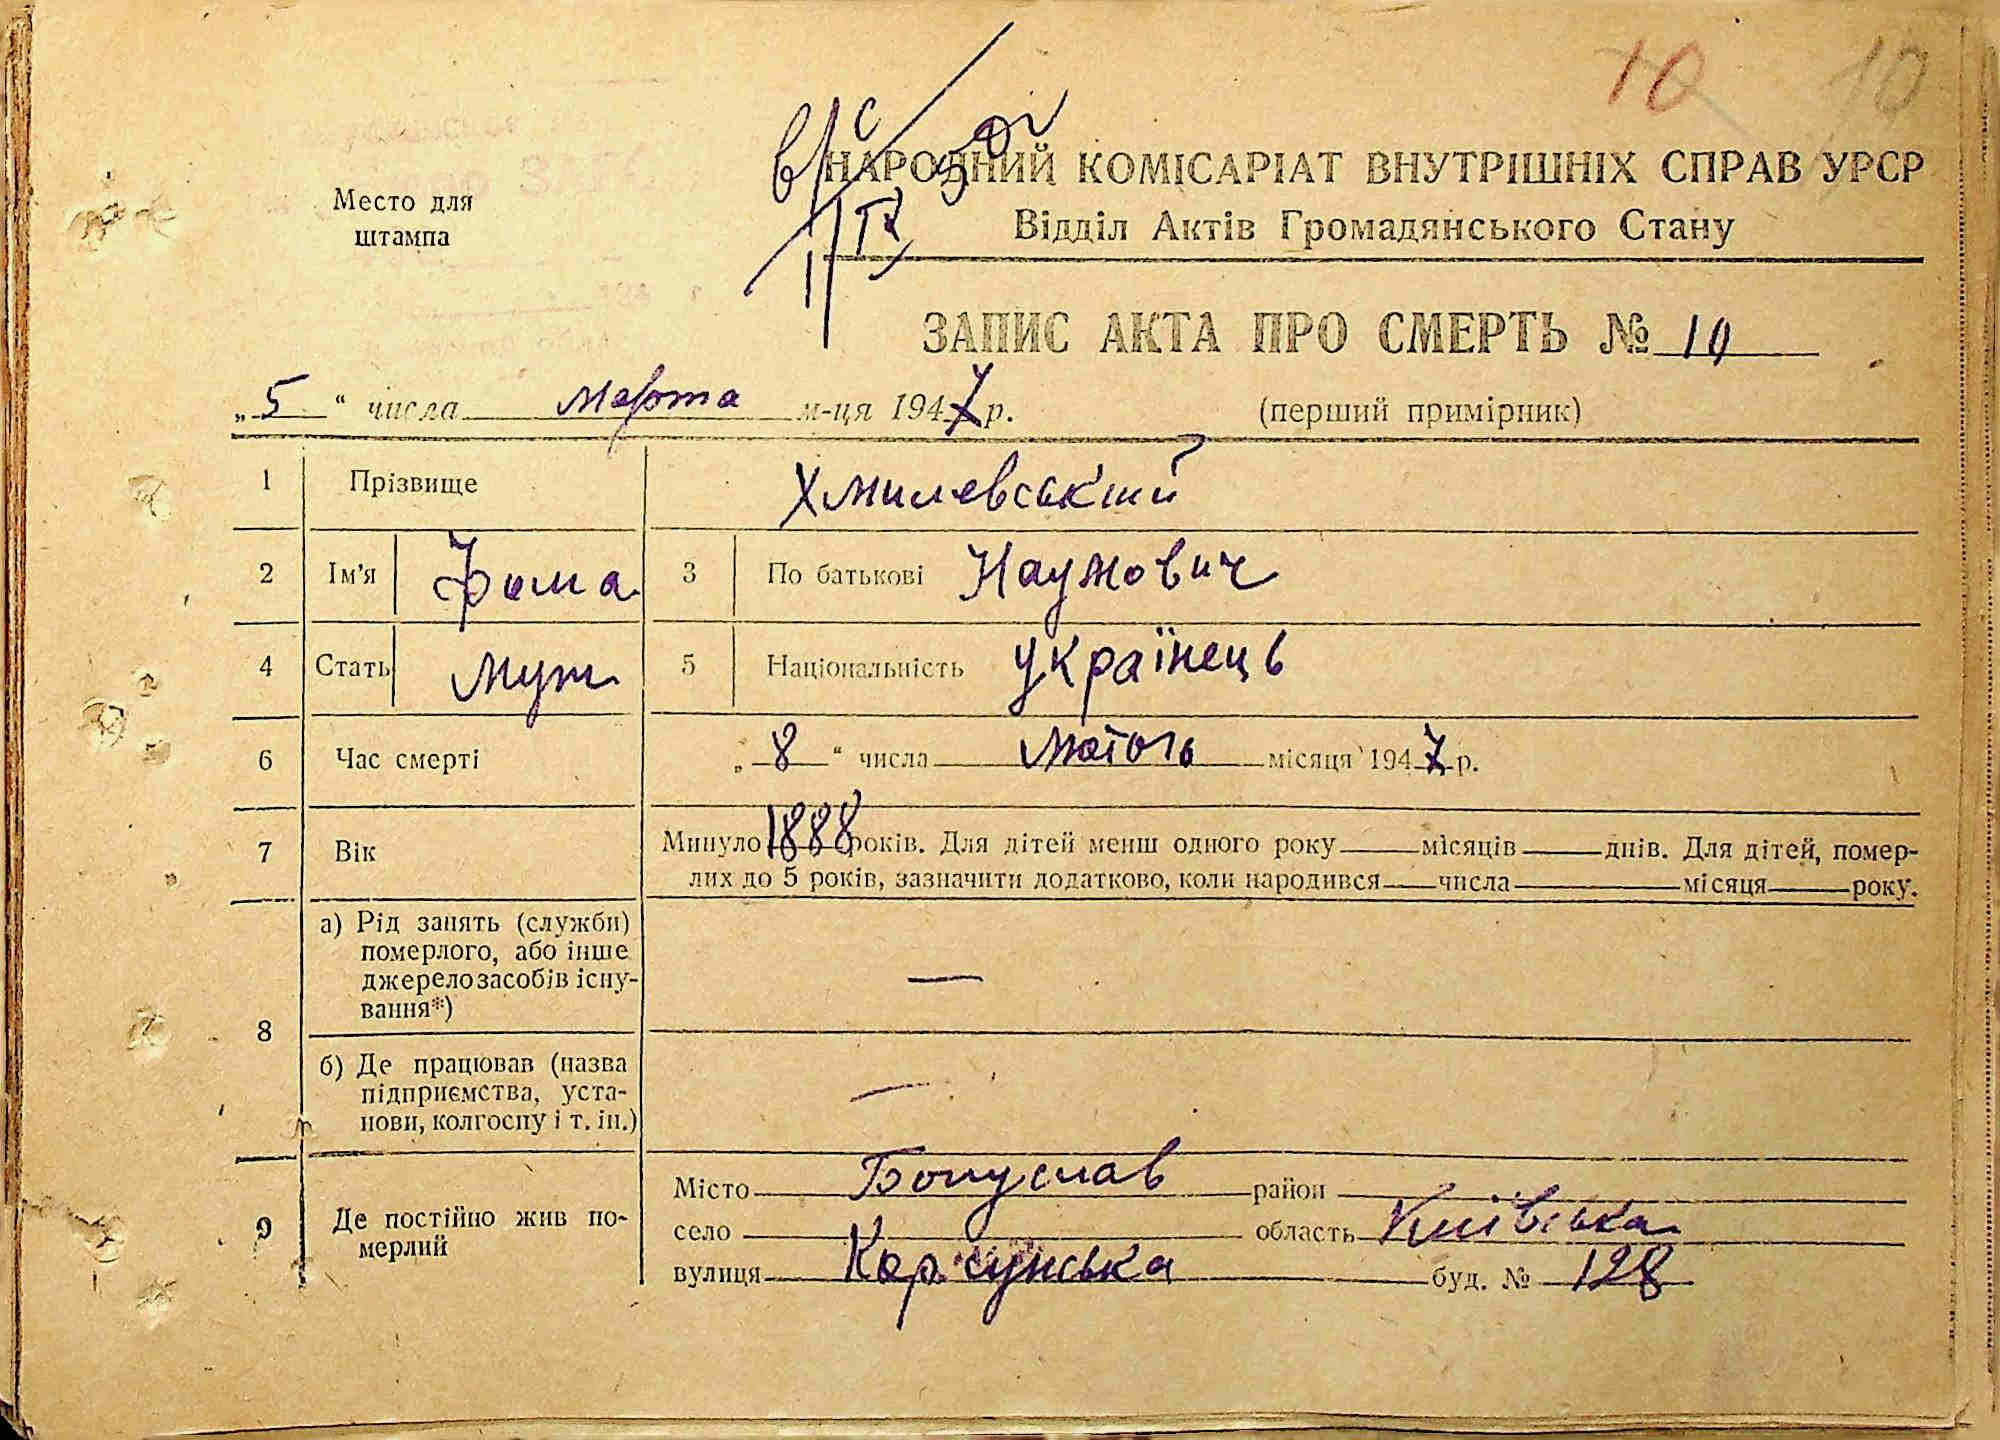 10 10
Место для
штампа
в/с
НАРОДНИЙ КОМІСАРІАТ ВНУТРІШНІХ СПРАВ УРСР
Відділ Актів Громадянського Стану
ЗАПИС АКТА ПРО СМЕРТЬ № 10
„ 5 “ числа марта м-ця 1947 р. (перший примірник)
1 Прізвище Хмилевський
2 Ім'я Фома 3 По батькові Наумович
4 Стать муж 5 Національність українець
6 Час смерті „ 8 “ числа лютого місяця 1947 р.
7 Вік Минуло 1888 років. Для дітей менш одного року місяців днів. Для дітей, помер-
лих до 5 років, зазначити додатково, коли народився числа місяця року.
8 а) Рід занять (служби)
померлого, або інше
джерело засобів існу-
вання*) —
б) Де працював (назва
підприємства, уста-
нови, колгоспу і т. ін.) —
9 Де постійно жив по-
мерлий
Місто Богуслав район
село область Київська
вулиця Корсунська буд. № 128